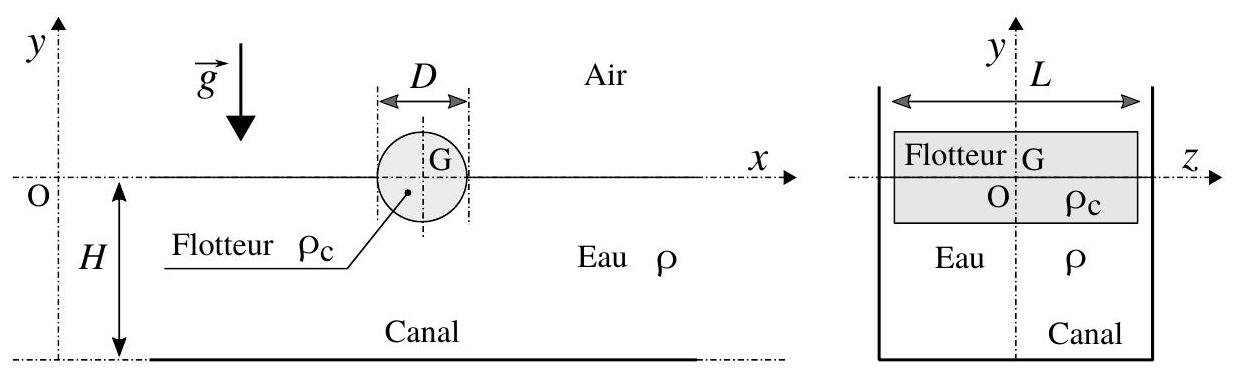 y
g
D
Air
G
x
O
H
Flotteur ρc
Eau ρ
Canal
y
L
Flotteur G
z
O ρc
Eau ρ
Canal